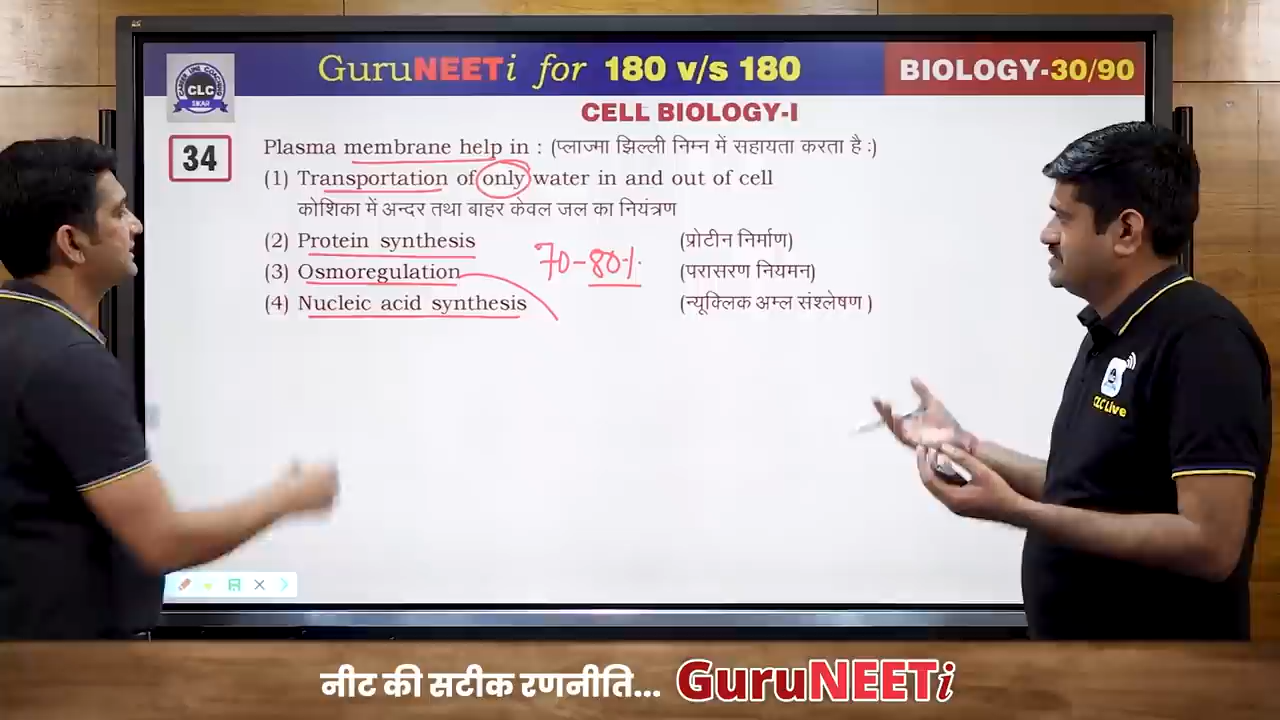 GuruNEETi for 180 v/s 180
BIOLOGY-30/90
CLC
SIKAR
CELL BIOLOGY-I
34
Plasma membrane help in : (प्लाज्मा झिल्ली निम्न में सहायता करता है :)
(1) Transportation of only water in and out of cell
कोशिका में अन्दर तथा बाहर केवल जल का नियंत्रण
(2) Protein synthesis (प्रोटीन निर्माण)
70-80%
(3) Osmoregulation (परासरण नियमन)
(4) Nucleic acid synthesis (न्यूक्लिक अम्ल संश्लेषण )
CLC Live
नीट की सटीक रणनीति... GuruNEETi